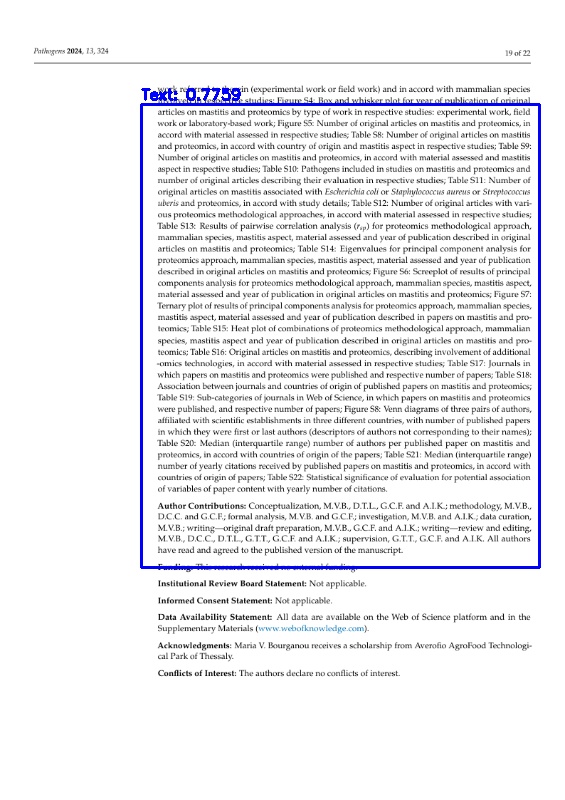 Pathogens 2024, 13, 324
19 of 22
Text: 0.7759
work referred to herein (experimental work or field work) and in accord with mammalian species
involved in respective studies; Figure S4: Box and whisker plot for year of publication of original
articles on mastitis and proteomics by type of work in respective studies: experimental work, field
work or laboratory-based work; Figure S5: Number of original articles on mastitis and proteomics, in
accord with material assessed in respective studies; Table S8: Number of original articles on mastitis
and proteomics, in accord with country of origin and mastitis aspect in respective studies; Table S9:
Number of original articles on mastitis and proteomics, in accord with material assessed and mastitis
aspect in respective studies; Table S10: Pathogens included in studies on mastitis and proteomics and
number of original articles describing their evaluation in respective studies; Table S11: Number of
original articles on mastitis associated with Escherichia coli or Staphylococcus aureus or Streptococcus
uberis and proteomics, in accord with study details; Table S12: Number of original articles with vari-
ous proteomics methodological approaches, in accord with material assessed in respective studies;
Table S13: Results of pairwise correlation analysis (rsp) for proteomics methodological approach,
mammalian species, mastitis aspect, material assessed and year of publication described in original
articles on mastitis and proteomics; Table S14: Eigenvalues for principal component analysis for
proteomics approach, mammalian species, mastitis aspect, material assessed and year of publication
described in original articles on mastitis and proteomics; Figure S6: Screeplot of results of principal
components analysis for proteomics methodological approach, mammalian species, mastitis aspect,
material assessed and year of publication in original articles on mastitis and proteomics; Figure S7:
Ternary plot of results of principal components analysis for proteomics approach, mammalian species,
mastitis aspect, material assessed and year of publication described in papers on mastitis and pro-
teomics; Table S15: Heat plot of combinations of proteomics methodological approach, mammalian
species, mastitis aspect and year of publication described in original articles on mastitis and pro-
teomics; Table S16: Original articles on mastitis and proteomics, describing involvement of additional
-omics technologies, in accord with material assessed in respective studies; Table S17: Journals in
which papers on mastitis and proteomics were published and respective number of papers; Table S18:
Association between journals and countries of origin of published papers on mastitis and proteomics;
Table S19: Sub-categories of journals in Web of Science, in which papers on mastitis and proteomics
were published, and respective number of papers; Figure S8: Venn diagrams of three pairs of authors,
affiliated with scientific establishments in three different countries, with number of published papers
in which they were first or last authors (descriptors of authors not corresponding to their names);
Table S20: Median (interquartile range) number of authors per published paper on mastitis and
proteomics, in accord with countries of origin of the papers; Table S21: Median (interquartile range)
number of yearly citations received by published papers on mastitis and proteomics, in accord with
countries of origin of papers; Table S22: Statistical significance of evaluation for potential association
of variables of paper content with yearly number of citations.
Author Contributions: Conceptualization, M.V.B., D.T.L., G.C.F. and A.I.K.; methodology, M.V.B.,
D.C.C. and G.C.F.; formal analysis, M.V.B. and G.C.F.; investigation, M.V.B. and A.I.K.; data curation,
M.V.B.; writing—original draft preparation, M.V.B., G.C.F. and A.I.K.; writing—review and editing,
M.V.B., D.C.C., D.T.L., G.T.T., G.C.F. and A.I.K.; supervision, G.T.T., G.C.F. and A.I.K. All authors
have read and agreed to the published version of the manuscript.
Funding: This research received no external funding.
Institutional Review Board Statement: Not applicable.
Informed Consent Statement: Not applicable.
Data Availability Statement: All data are available on the Web of Science platform and in the
Supplementary Materials (www.webofknowledge.com).
Acknowledgments: Maria V. Bourganou receives a scholarship from Averofio AgroFood Technologi-
cal Park of Thessaly.
Conflicts of Interest: The authors declare no conflicts of interest.